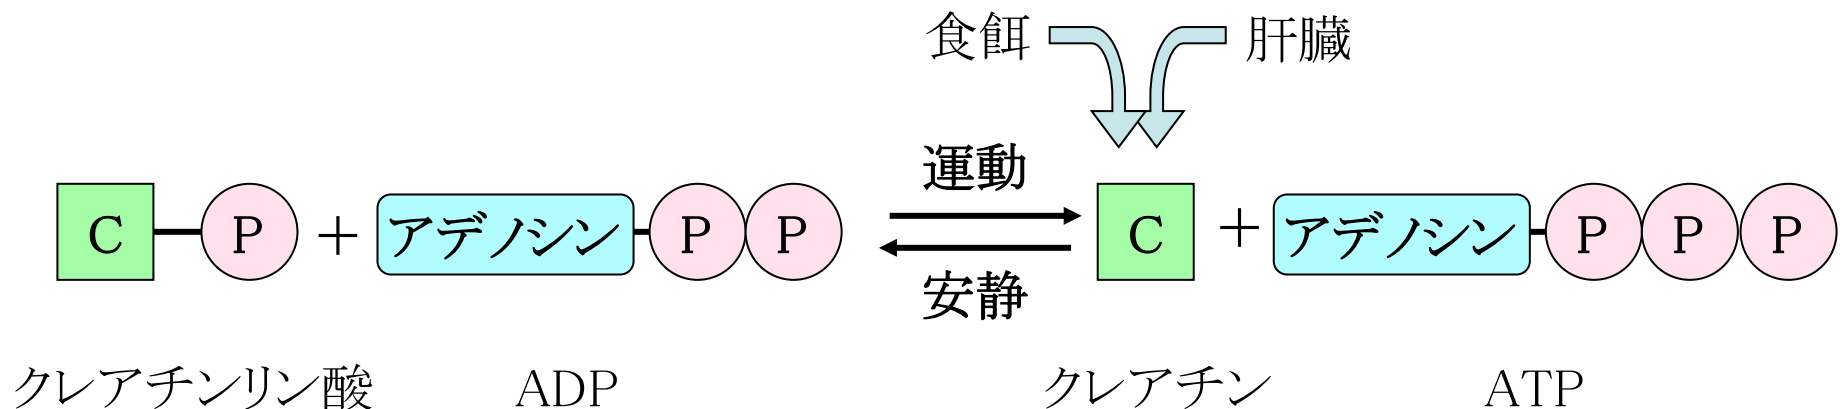 食餌 肝臓
運動
C P + アデノシン P P C + アデノシン P P P
安静
クレアチンリン酸 ADP クレアチン ATP